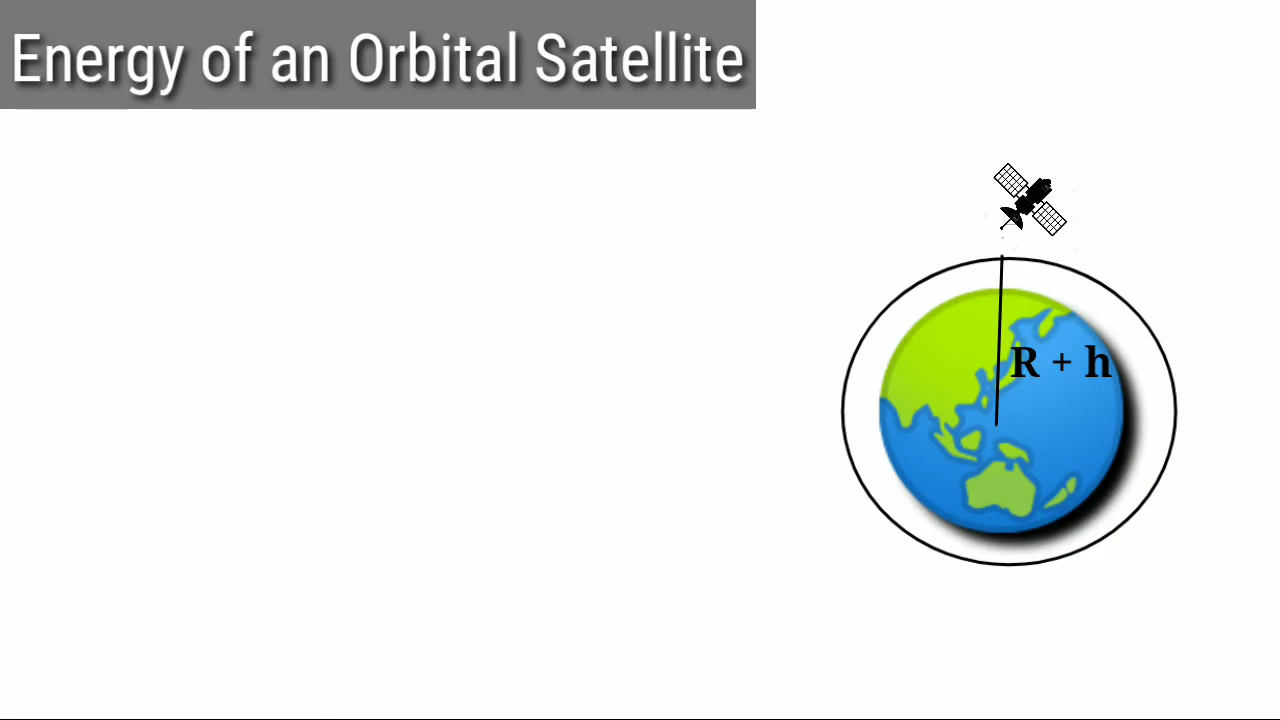 Energy of an Orbital Satellite
R + h